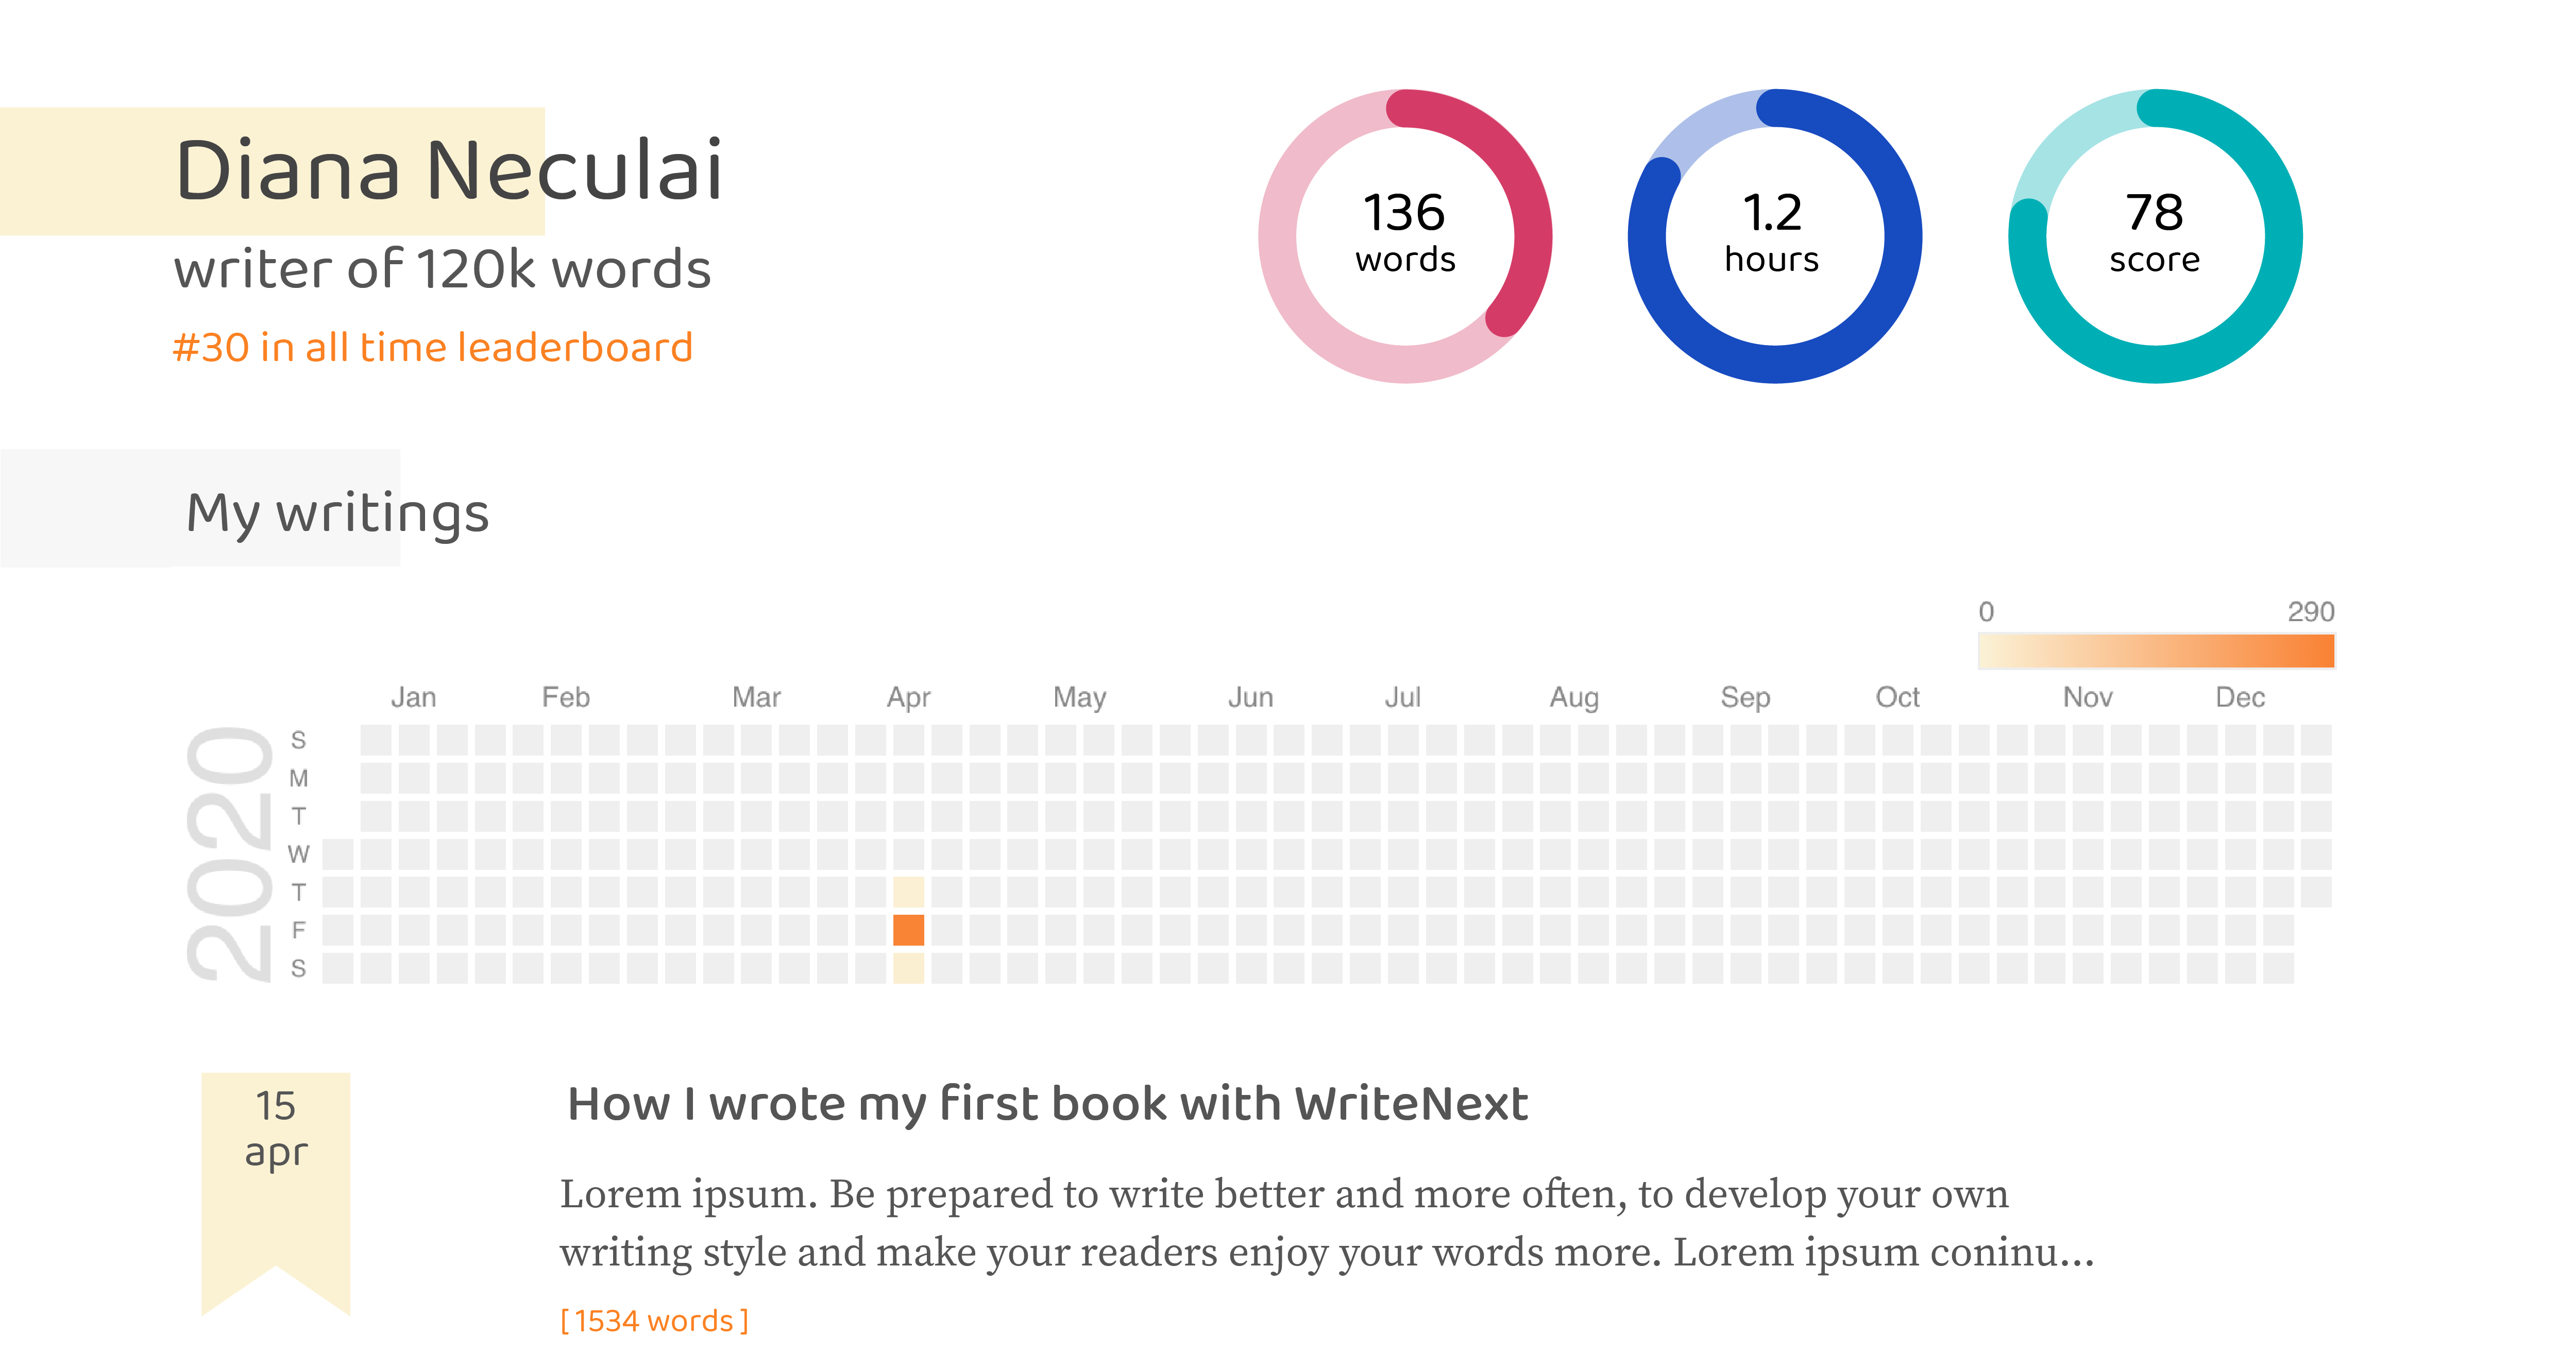 Diana Neculai
writer of 120k words
#30 in all time leaderboard
136
words
1.2
hours
78
score
My writings
0 290
Jan Feb Mar Apr May Jun Jul Aug Sep Oct Nov Dec
2020
S
M
T
W
T
F
S
15
apr
How I wrote my first book with WriteNext
Lorem ipsum. Be prepared to write better and more often, to develop your own
writing style and make your readers enjoy your words more. Lorem ipsum coninu...
[ 1534 words ]